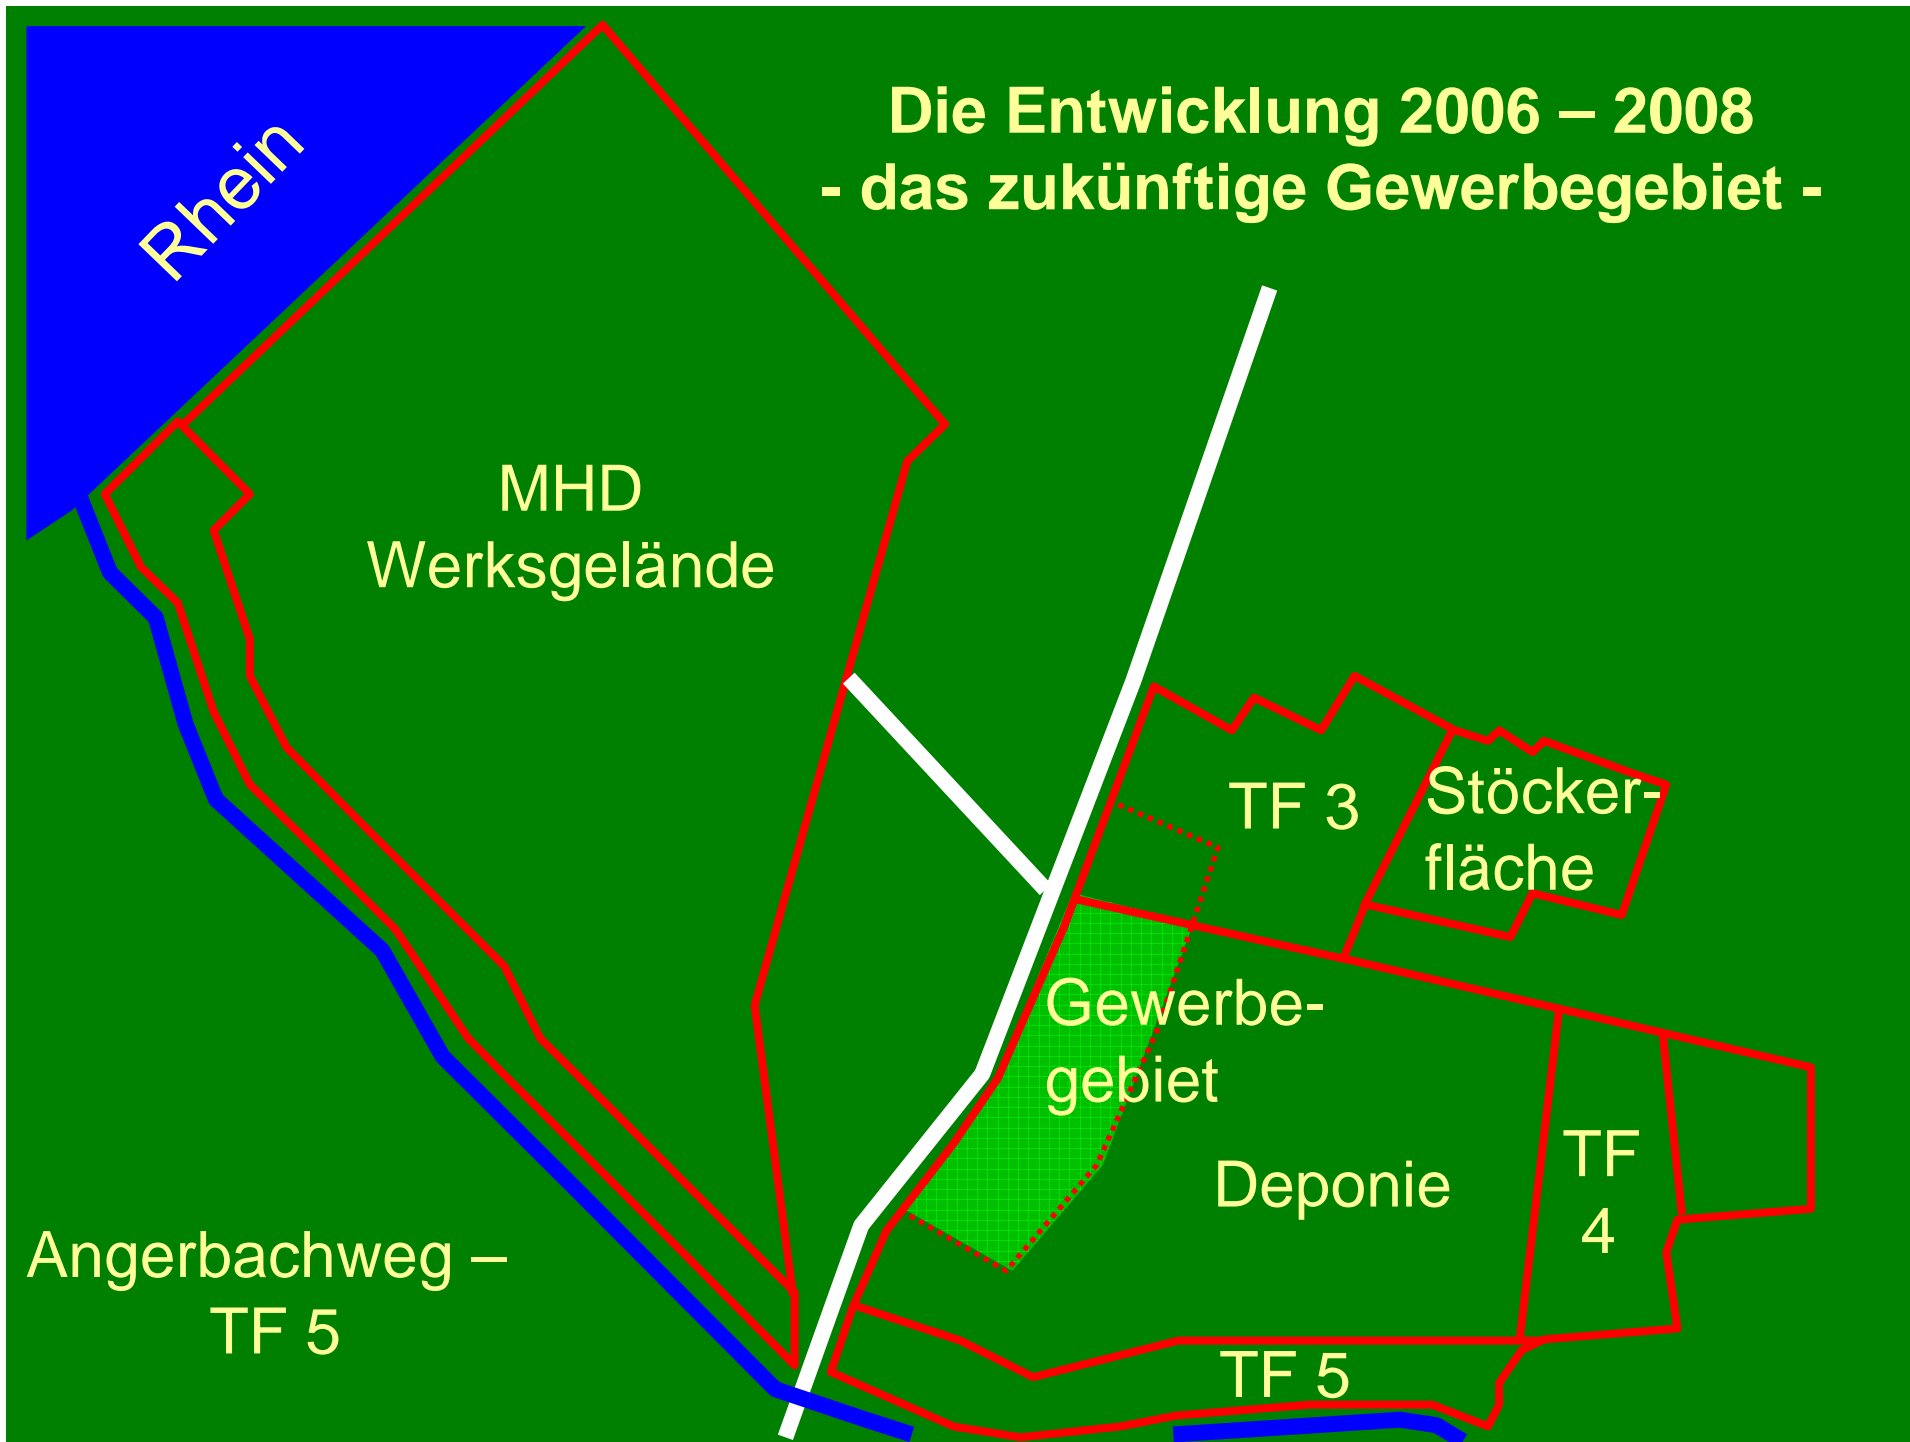 Die Entwicklung 2006 – 2008
- das zukünftige Gewerbegebiet -
Rhein
MHD
Werksgelände
TF 3
Stöcker-
fläche
Gewerbe-
gebiet
Deponie
TF
4
Angerbachweg –
TF 5
TF 5